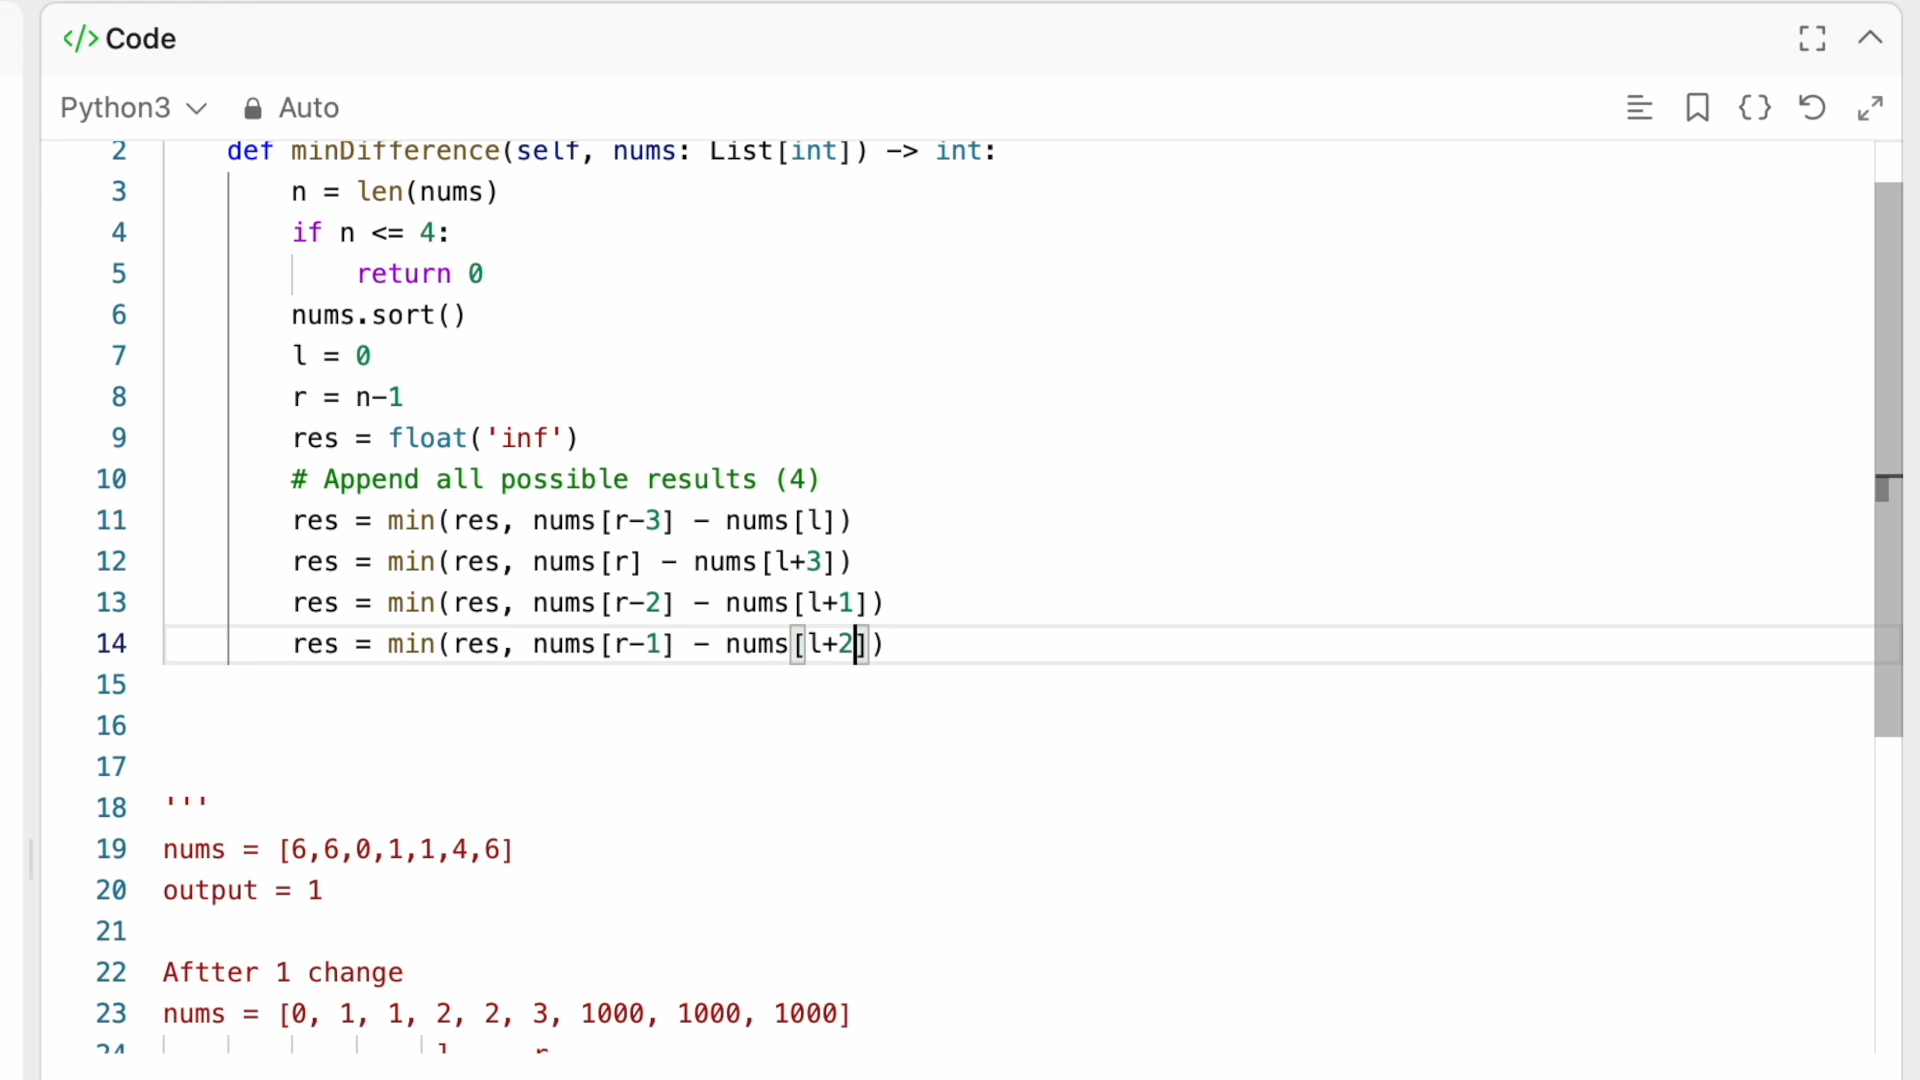 </> Code
Python3 Auto
2 def minDifference(self, nums: List[int]) -> int:
3 n = len(nums)
4 if n <= 4:
5 return 0
6 nums.sort()
7 l = 0
8 r = n-1
9 res = float('inf')
10 # Append all possible results (4)
11 res = min(res, nums[r-3] - nums[l])
12 res = min(res, nums[r] - nums[l+3])
13 res = min(res, nums[r-2] - nums[l+1])
14 res = min(res, nums[r-1] - nums[l+2])
15
16
17
18 '''
19 nums = [6,6,0,1,1,4,6]
20 output = 1
21
22 Aftter 1 change
23 nums = [0, 1, 1, 2, 2, 3, 1000, 1000, 1000]
24 l r